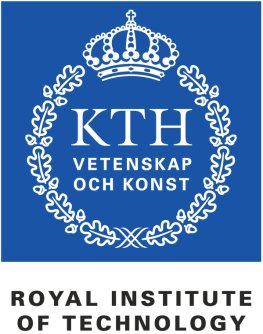 KTH
VETENSKAP
OCH KONST
ROYAL INSTITUTE
OF TECHNOLOGY